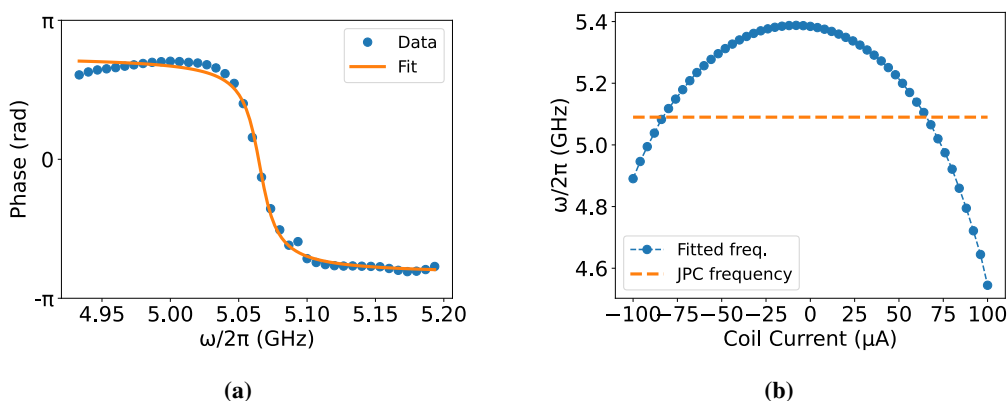 π
0
-π
Phase (rad)
4.95 5.00 5.05 5.10 5.15 5.20
ω/2π (GHz)
Data
Fit
(a)
5.4
5.2
5.0
4.8
4.6
ω/2π (GHz)
−100 −75 −50 −25 0 25 50 75 100
Coil Current (μA)
Fitted freq.
JPC frequency
(b)